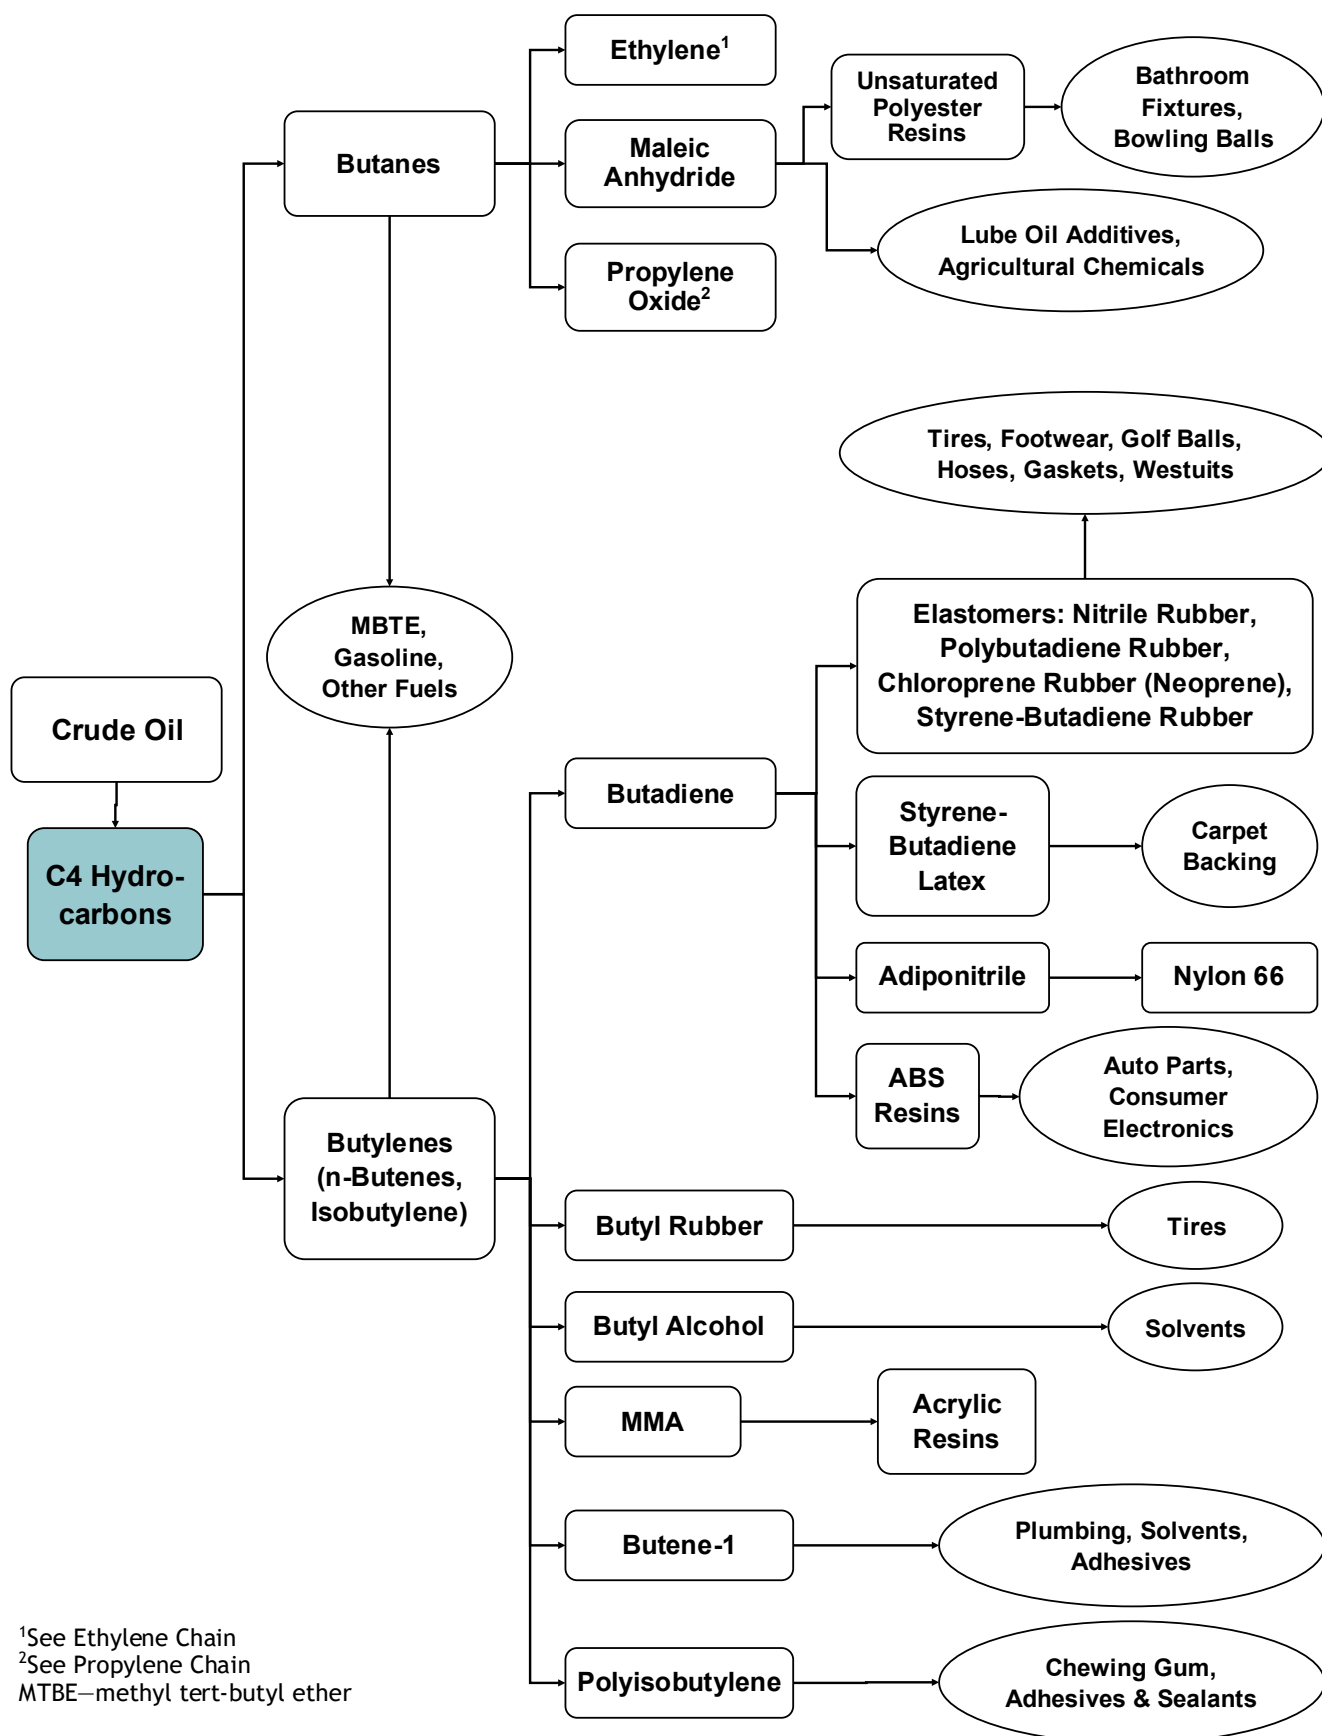 Ethylene1
Unsaturated
Polyester
Resins
Bathroom
Fixtures,
Bowling Balls
Butanes
Maleic
Anhydride
Lube Oil Additives,
Agricultural Chemicals
Propylene
Oxide2
Tires, Footwear, Golf Balls,
Hoses, Gaskets, Westuits
MBTE,
Gasoline,
Other Fuels
Elastomers: Nitrile Rubber,
Polybutadiene Rubber,
Chloroprene Rubber (Neoprene),
Styrene-Butadiene Rubber
Crude Oil
Butadiene
Styrene-
Butadiene
Latex
Carpet
Backing
C4 Hydro-
carbons
Adiponitrile
Nylon 66
ABS
Resins
Auto Parts,
Consumer
Electronics
Butylenes
(n-Butenes,
Isobutylene)
Butyl Rubber
Tires
Butyl Alcohol
Solvents
MMA
Acrylic
Resins
Butene-1
Plumbing, Solvents,
Adhesives
Polyisobutylene
Chewing Gum,
Adhesives & Sealants
1See Ethylene Chain
2See Propylene Chain
MTBE—methyl tert-butyl ether